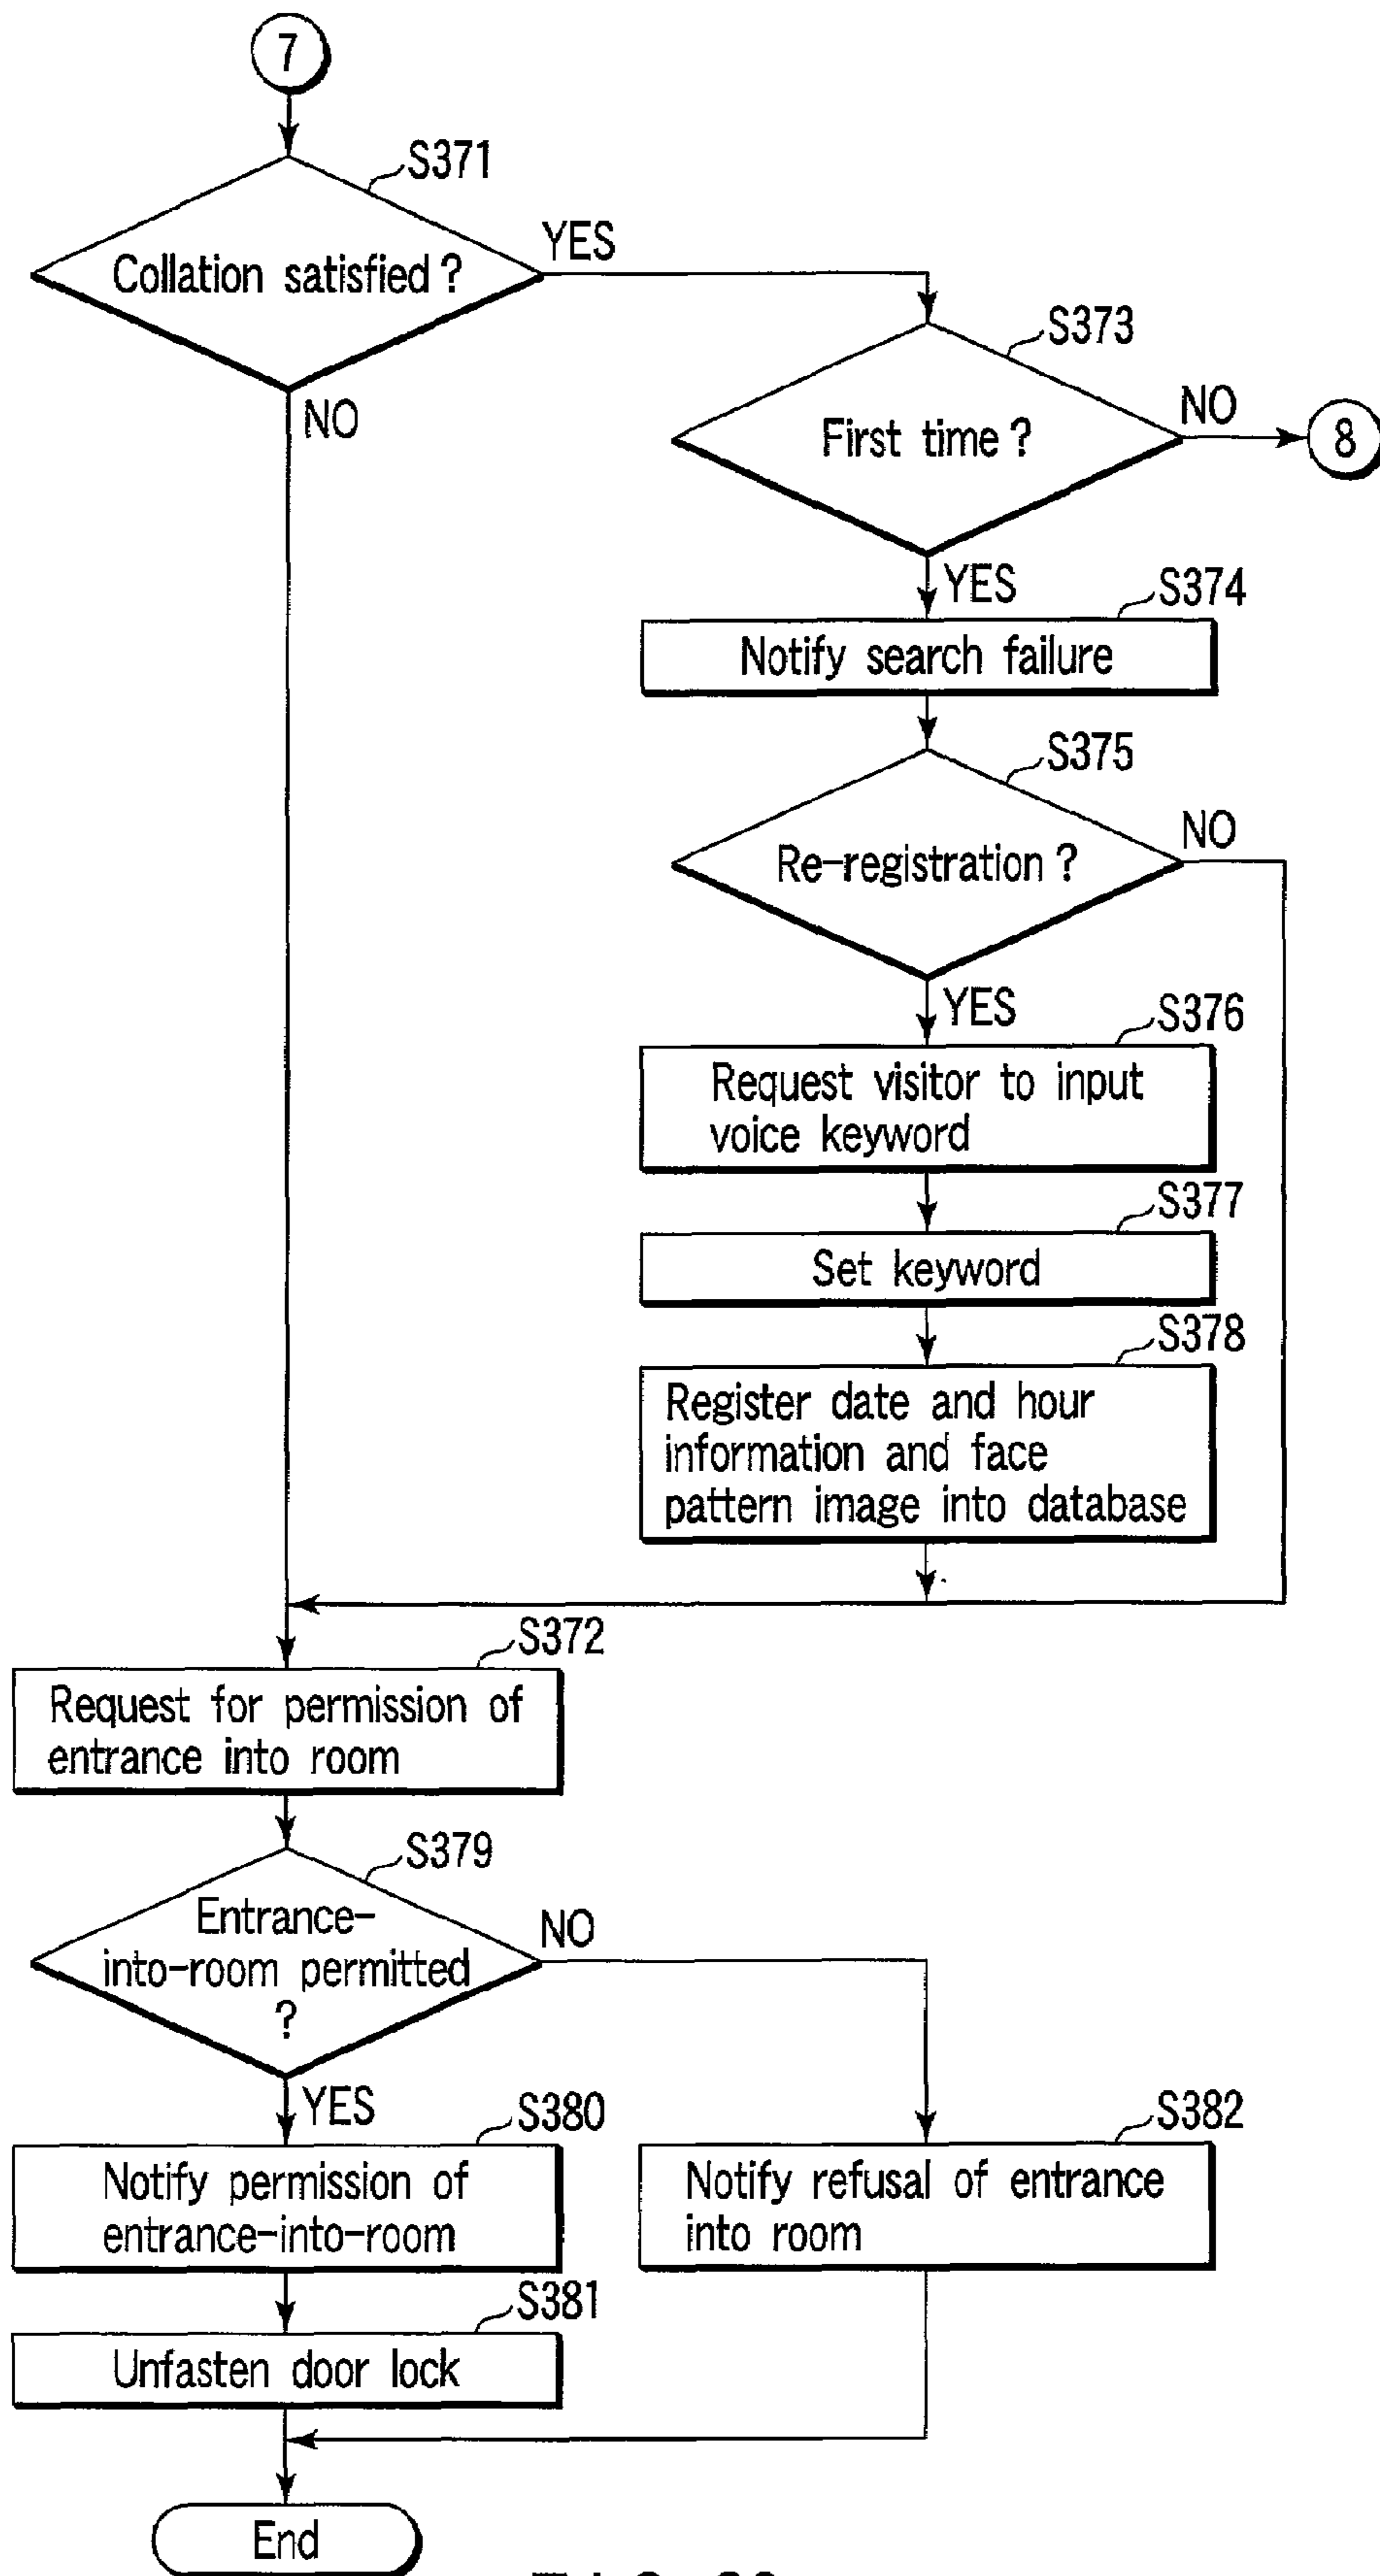 7
S371
Collation satisfied ?
YES
NO
S373
First time ?
NO
8
YES
S374
Notify search failure
S375
Re-registration ?
NO
YES
S376
Request visitor to input
voice keyword
S377
Set keyword
S378
Register date and hour
information and face
pattern image into database
S372
Request for permission of
entrance into room
S379
Entrance-
into-room permitted
?
NO
YES
S380
Notify permission of
entrance-into-room
S382
Notify refusal of entrance
into room
S381
Unfasten door lock
End